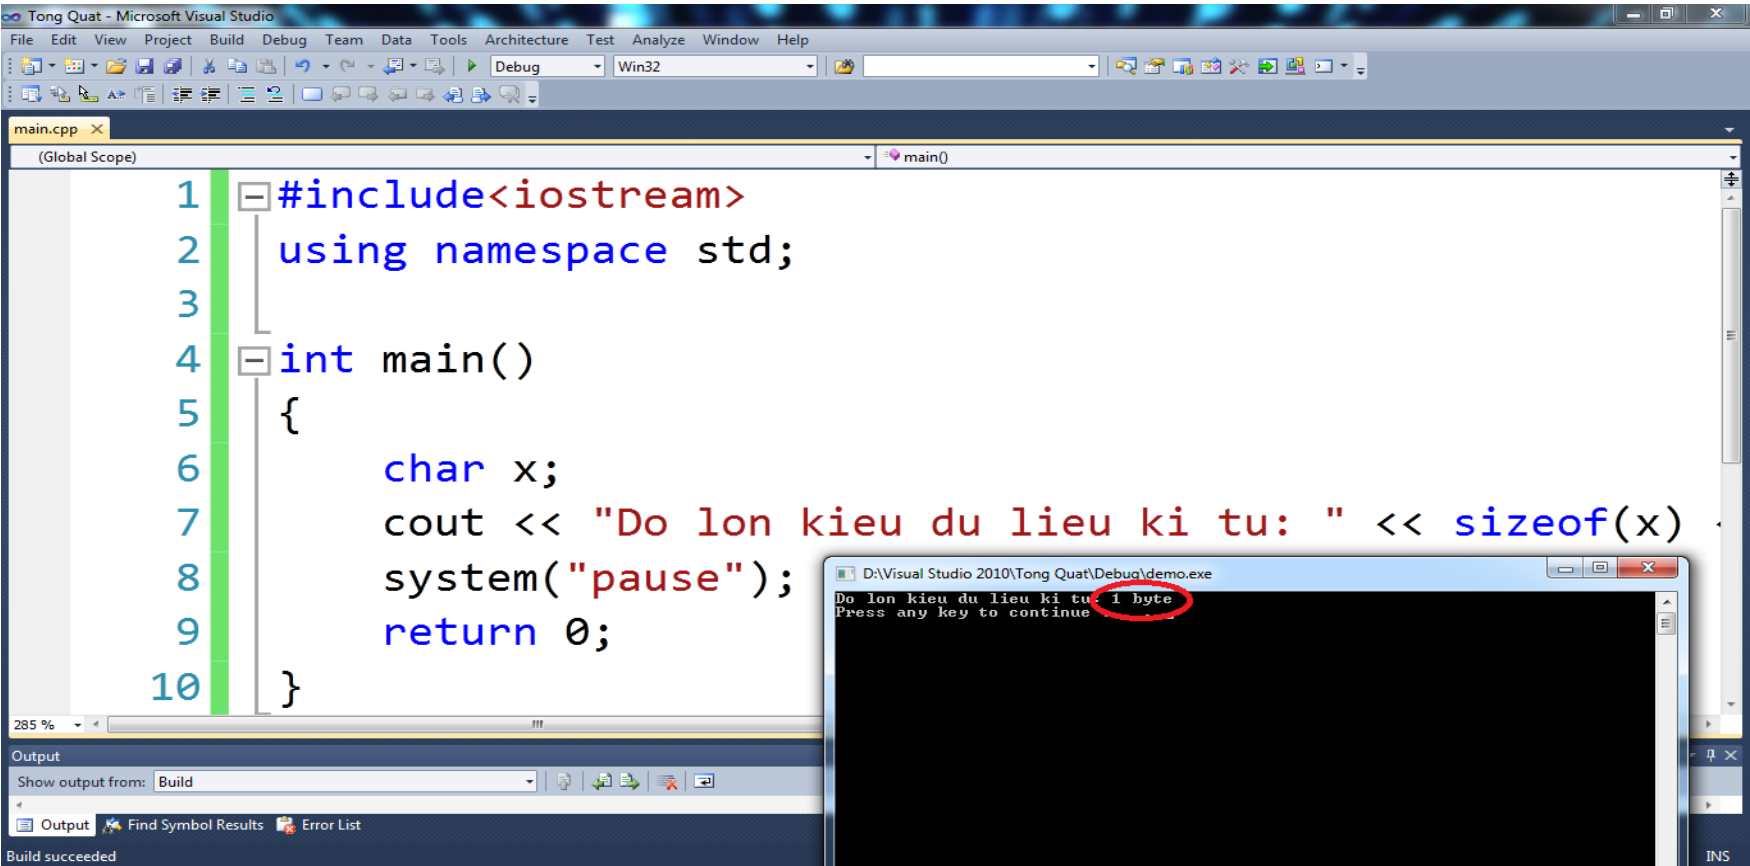 Tong Quat - Microsoft Visual Studio
File Edit View Project Build Debug Team Data Tools Architecture Test Analyze Window Help
Debug Win32
main.cpp
(Global Scope) main()
1 #include<iostream>
2 using namespace std;
3
4 int main()
5 {
6 char x;
7 cout << "Do lon kieu du lieu ki tu: " << sizeof(x)
8 system("pause");
9 return 0;
10 }
D:\Visual Studio 2010\Tong Quat\Debug\demo.exe
Do lon kieu du lieu ki tu: 1 byte
Press any key to continue . . .
285 %
Output
Show output from: Build
Output Find Symbol Results Error List
Build succeeded INS